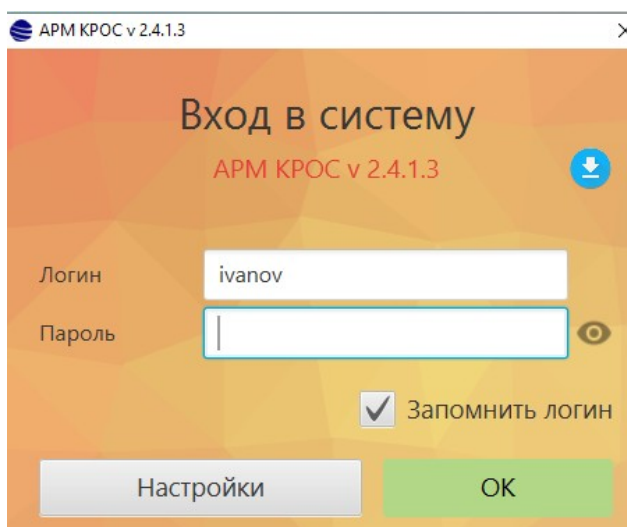 АРМ КРОС v 2.4.1.3
Вход в систему
АРМ КРОС v 2.4.1.3
Логин
ivanov
Пароль
Запомнить логин
Настройки
ОК